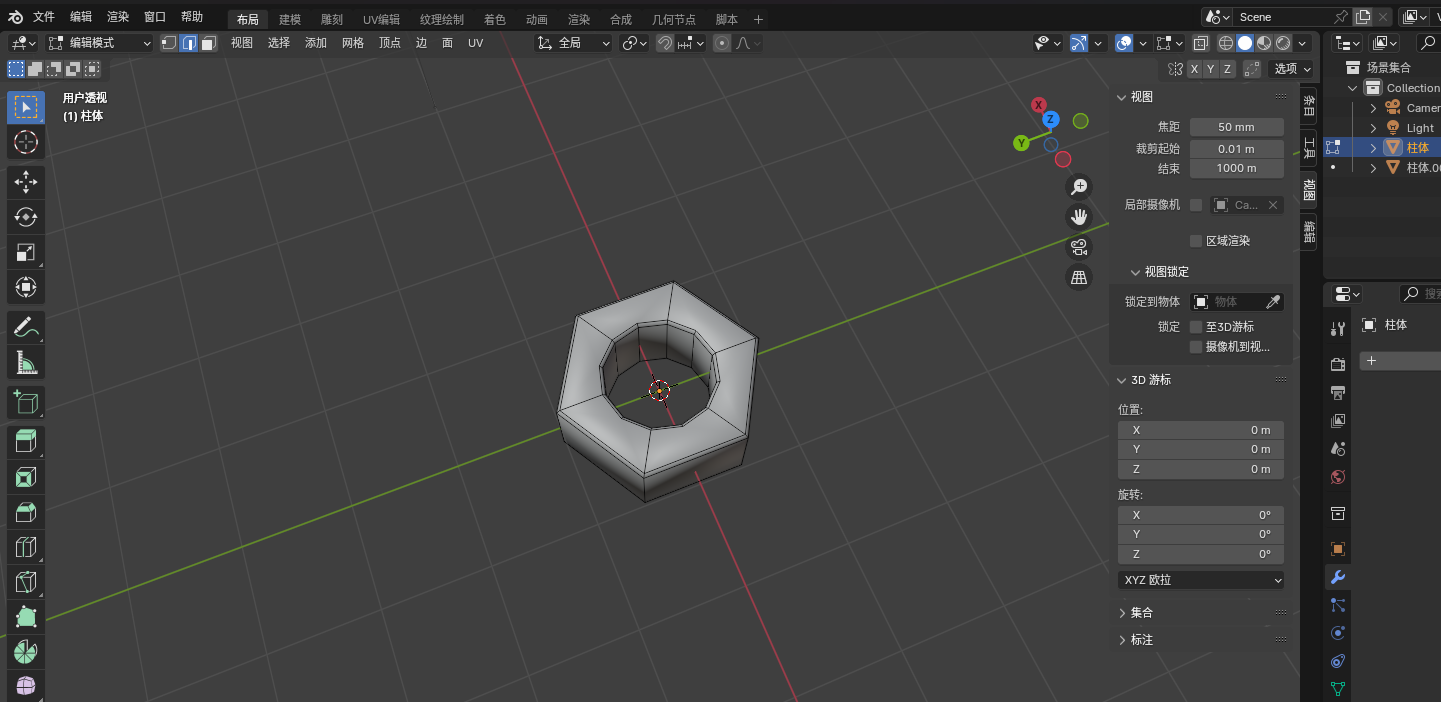 文件 编辑 渲染 窗口 帮助 布局 建模 雕刻 UV编辑 纹理绘制 着色 动画 渲染 合成 几何节点 脚本 + Scene
编辑模式 视图 选择 添加 网格 顶点 边 面 UV 全局
X Y Z 选项
场景集合
Collection
Camer
Light
柱体
柱体.0
用户透视
(1) 柱体
X
Z
Y
视图
焦距 50 mm
裁剪起始 0.01 m
结束 1000 m
局部摄像机 Ca...
区域渲染
视图锁定
锁定到物体 物体
锁定 至3D游标
摄像机到视...
3D 游标
位置:
X 0 m
Y 0 m
Z 0 m
旋转:
X 0°
Y 0°
Z 0°
XYZ 欧拉
集合
标注
条目
工具
视图
编辑
搜索
柱体
+